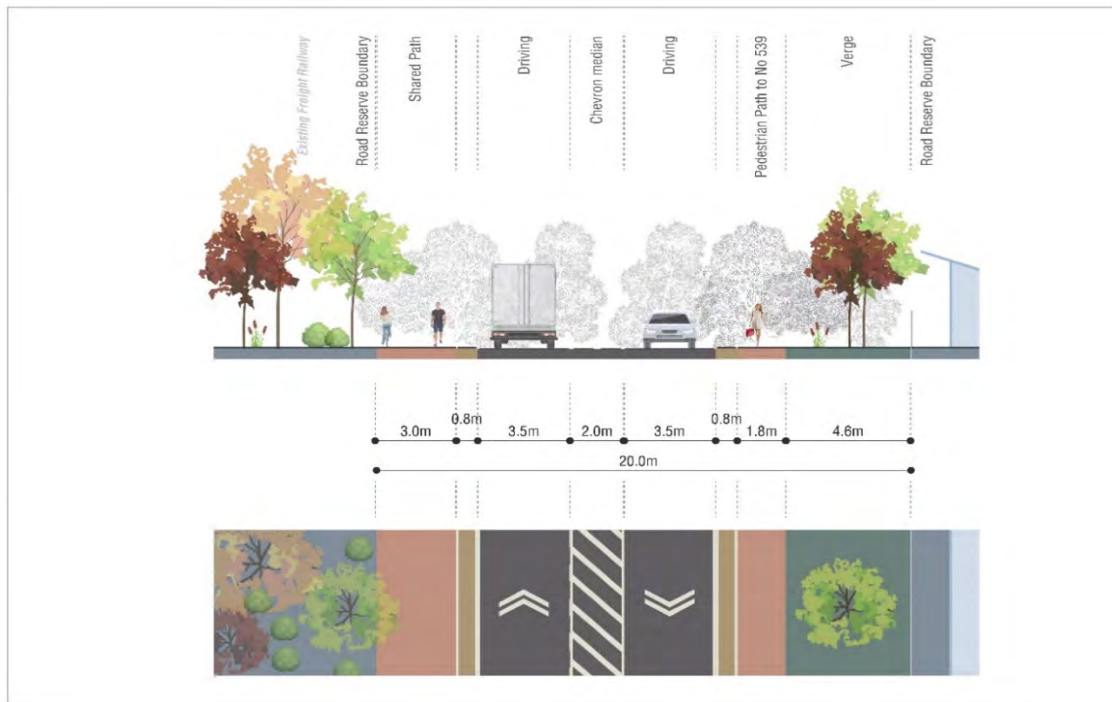 Existing Freight Railway
Road Reserve Boundary
Shared Path
Driving
Chevron median
Driving
Pedestrian Path to No 539
Verge
Road Reserve Boundary
3.0m
0.8m
3.5m
2.0m
3.5m
0.8m
1.8m
4.6m
20.0m